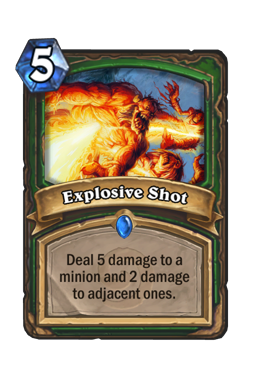 5
Explosive Shot
Deal 5 damage to a
minion and 2 damage
to adjacent ones.